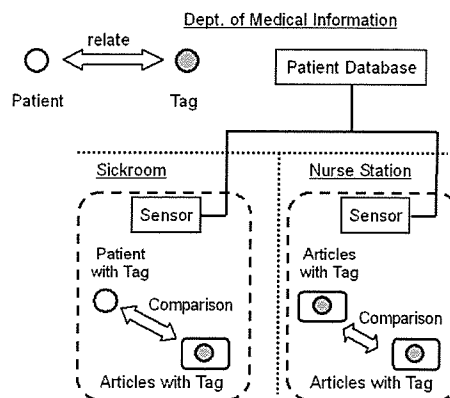 Dept. of Medical Information
relate
Patient
Tag
Patient Database
Sickroom
Sensor
Patient
with Tag
Comparison
Articles with Tag
Nurse Station
Sensor
Articles
with Tag
Comparison
Articles with Tag